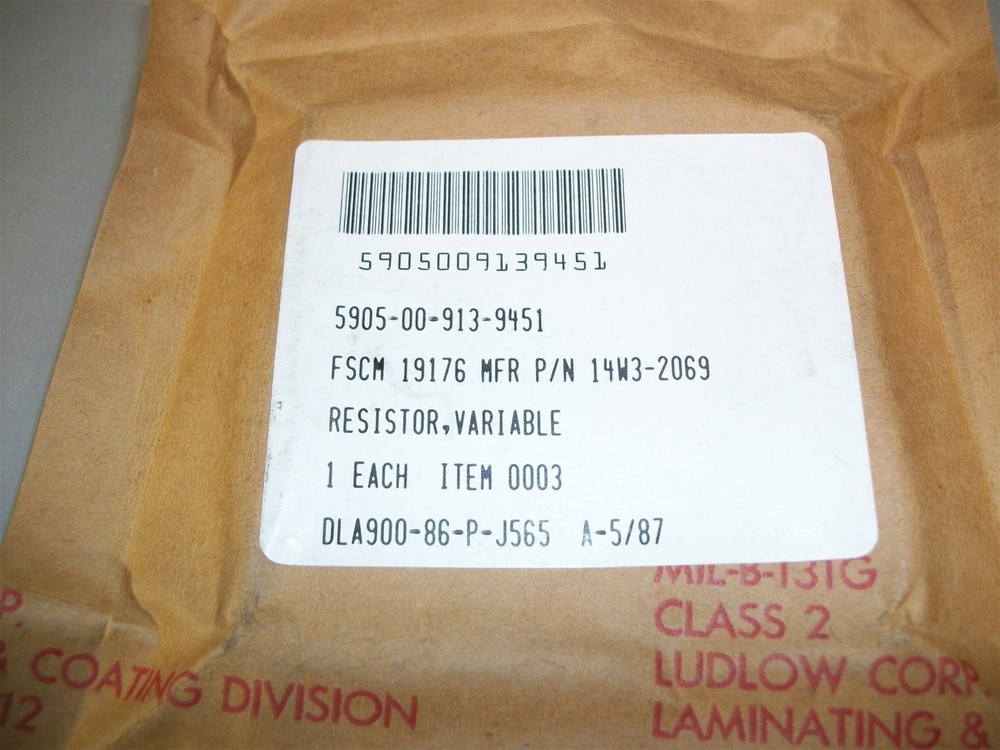 5905009139451
5905-00-913-9451
FSCM 19176 MFR P/N 14W3-2069
RESISTOR,VARIABLE
1 EACH ITEM 0003
DLA900-86-P-J565 A-5/87
MIL-B-131G
CLASS 2
LUDLOW CORP.
LAMINATING &
P.
& COATING DIVISION
12